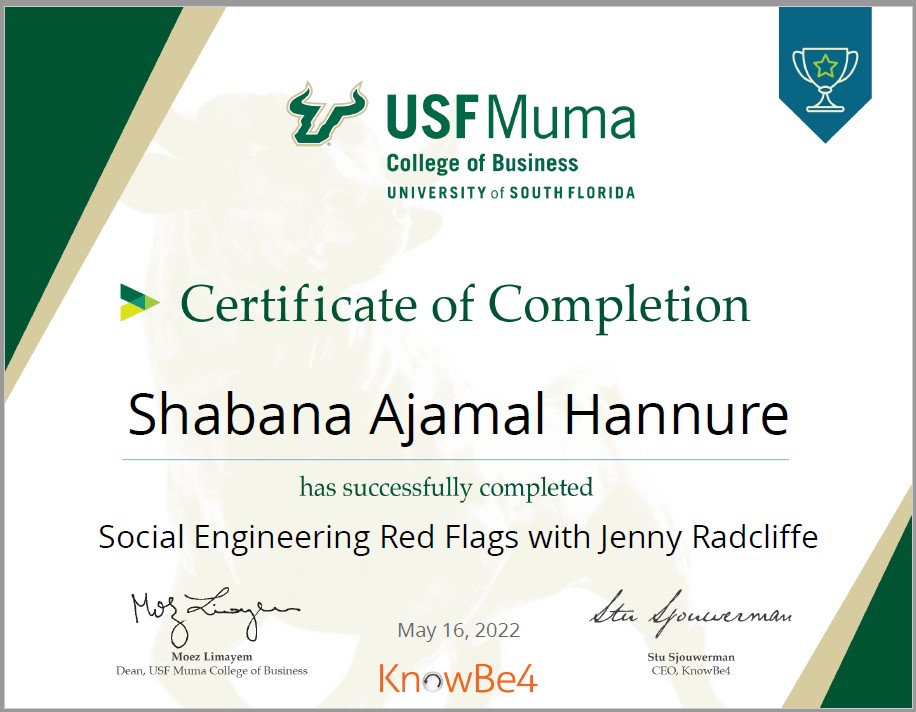 USF Muma
College of Business
UNIVERSITY of SOUTH FLORIDA
Certificate of Completion
Shabana Ajamal Hannure
has successfully completed
Social Engineering Red Flags with Jenny Radcliffe
Moez Limayem
Stu Sjouwerman
May 16, 2022
Moez Limayem
Dean, USF Muma College of Business
KnowBe4
Stu Sjouwerman
CEO, KnowBe4